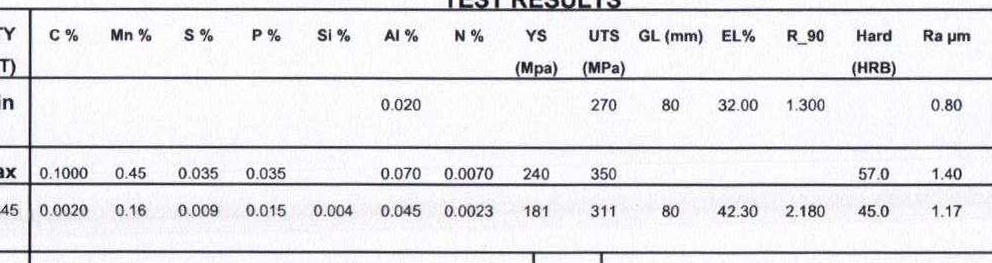 TEST RESULTS
TY C % Mn % S % P % Si % Al % N % YS UTS GL (mm) EL% R_90 Hard Ra µm
T) (Mpa) (MPa) (HRB)
in 0.020 270 80 32.00 1.300 0.80
ax 0.1000 0.45 0.035 0.035 0.070 0.0070 240 350 57.0 1.40
45 0.0020 0.16 0.009 0.015 0.004 0.045 0.0023 181 311 80 42.30 2.180 45.0 1.17